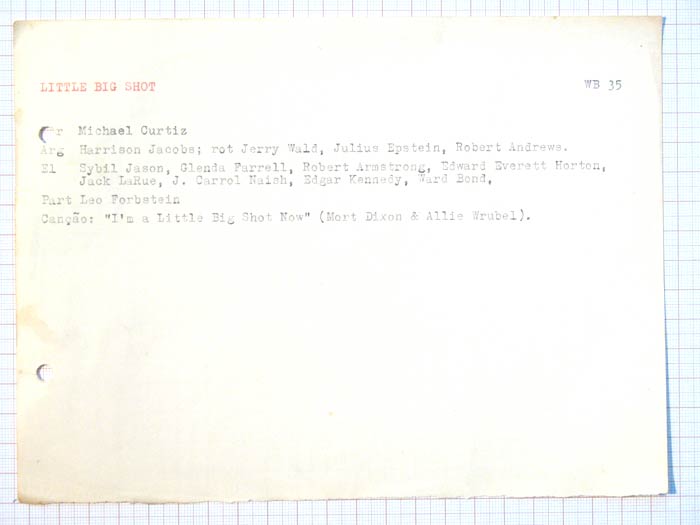 LITTLE BIG SHOT WB 35
Michael Curtiz
Arg Harrison Jacobs; rot Jerry Wald, Julius Epstein, Robert Andrews.
El Sybil Jason, Glenda Farrell, Robert Armstrong, Edward Everett Horton,
Jack LaRue, J. Carrol Naish, Edgar Kennedy, Ward Bond,
Part Leo Forbstein
Canção: "I'm a Little Big Shot Now" (Mort Dixon & Allie Wrubel).